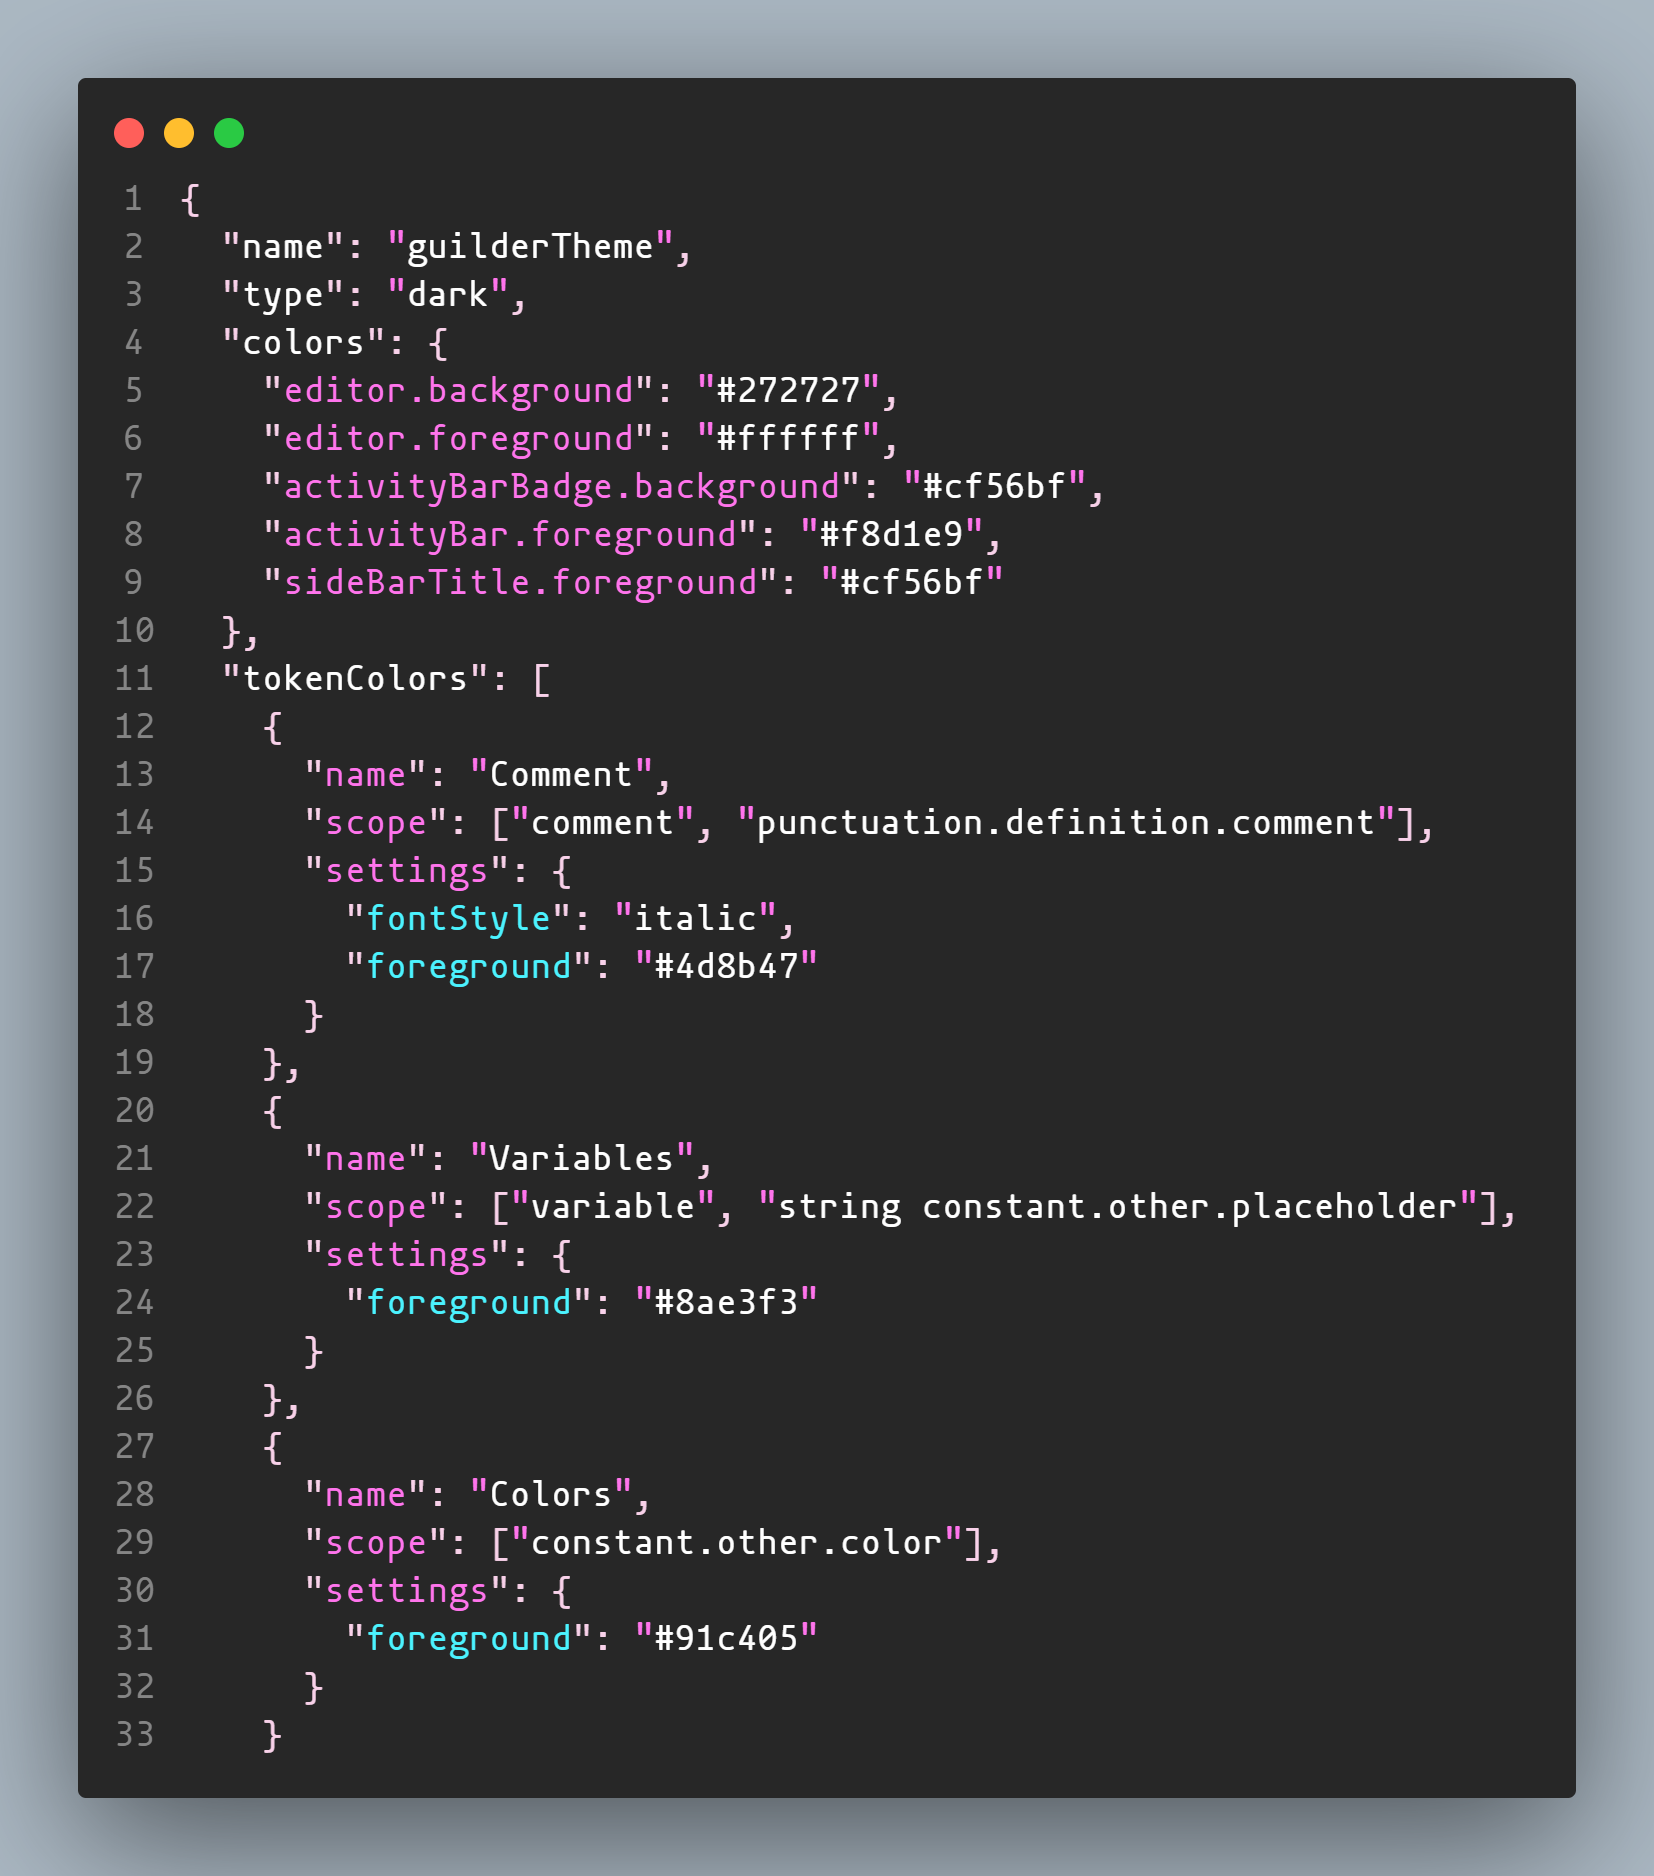 1 {
2   "name": "guilderTheme",
3   "type": "dark",
4   "colors": {
5     "editor.background": "#272727",
6     "editor.foreground": "#ffffff",
7     "activityBarBadge.background": "#cf56bf",
8     "activityBar.foreground": "#f8d1e9",
9     "sideBarTitle.foreground": "#cf56bf"
10   },
11   "tokenColors": [
12     {
13       "name": "Comment",
14       "scope": ["comment", "punctuation.definition.comment"],
15       "settings": {
16         "fontStyle": "italic",
17         "foreground": "#4d8b47"
18       }
19     },
20     {
21       "name": "Variables",
22       "scope": ["variable", "string constant.other.placeholder"],
23       "settings": {
24         "foreground": "#8ae3f3"
25       }
26     },
27     {
28       "name": "Colors",
29       "scope": ["constant.other.color"],
30       "settings": {
31         "foreground": "#91c405"
32       }
33     }